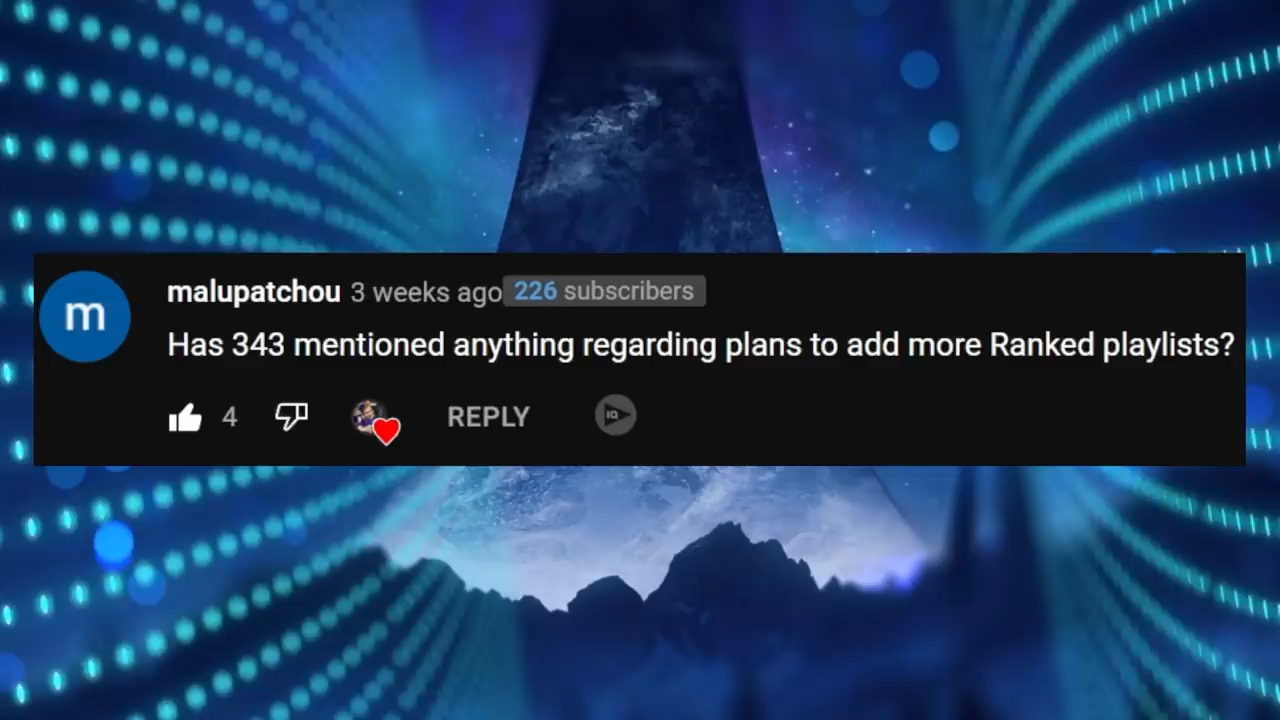 m
malupatchou 3 weeks ago 226 subscribers
Has 343 mentioned anything regarding plans to add more Ranked playlists?
4 REPLY IQ